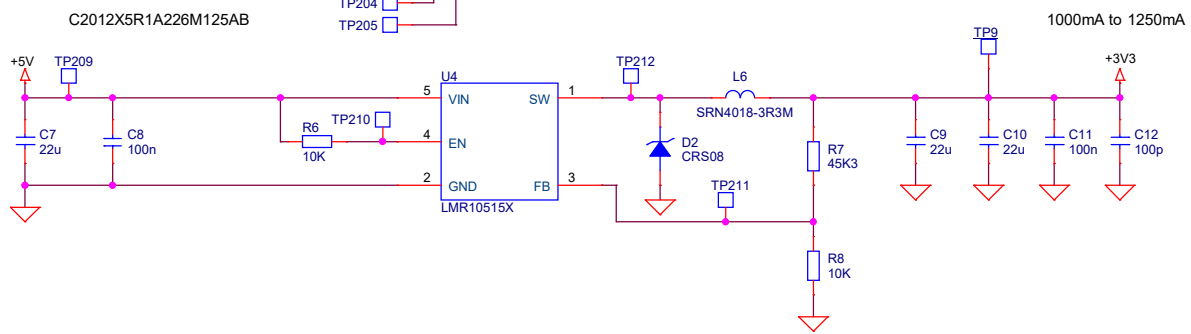 TP204
TP205
C2012X5R1A226M125AB
1000mA to 1250mA
+5V
TP209
U4
TP212
L6
TP9
+3V3
5
VIN
SW
1
SRN4018-3R3M
C7
22u
C8
100n
R6
10K
TP210
4
EN
D2
CRS08
R7
45K3
C9
22u
C10
22u
C11
100n
C12
100p
2
GND
FB
3
TP211
LMR10515X
R8
10K